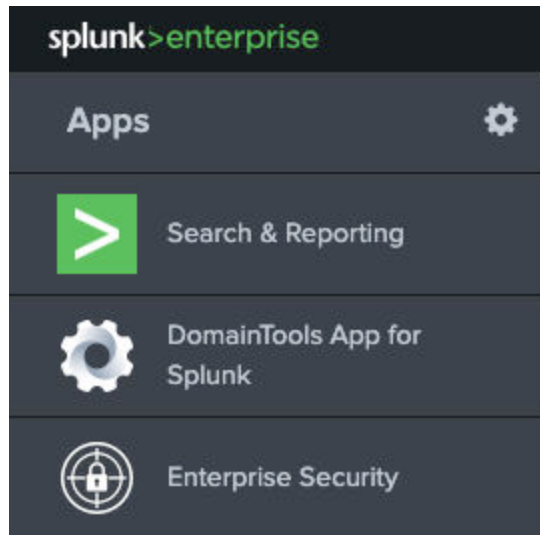 splunk>enterprise
Apps
Search & Reporting
DomainTools App for
Splunk
Enterprise Security